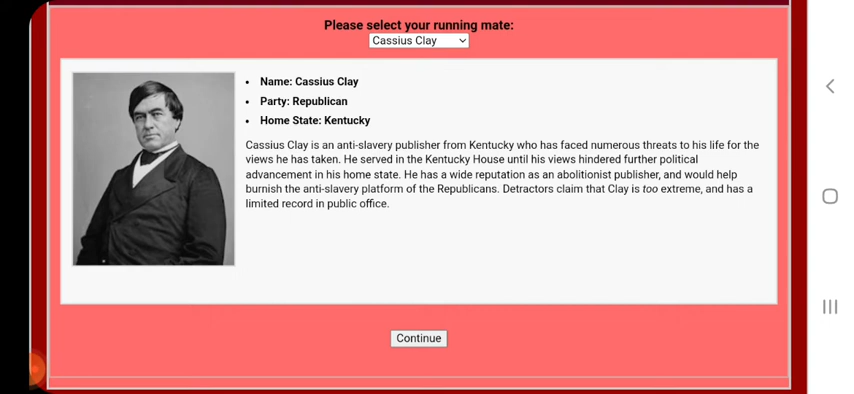 Please select your running mate:
Cassius Clay
Name: Cassius Clay
Party: Republican
Home State: Kentucky
Cassius Clay is an anti-slavery publisher from Kentucky who has faced numerous threats to his life for the
views he has taken. He served in the Kentucky House until his views hindered further political
advancement in his home state. He has a wide reputation as an abolitionist publisher, and would help
burnish the anti-slavery platform of the Republicans. Detractors claim that Clay is too extreme, and has a
limited record in public office.
Continue